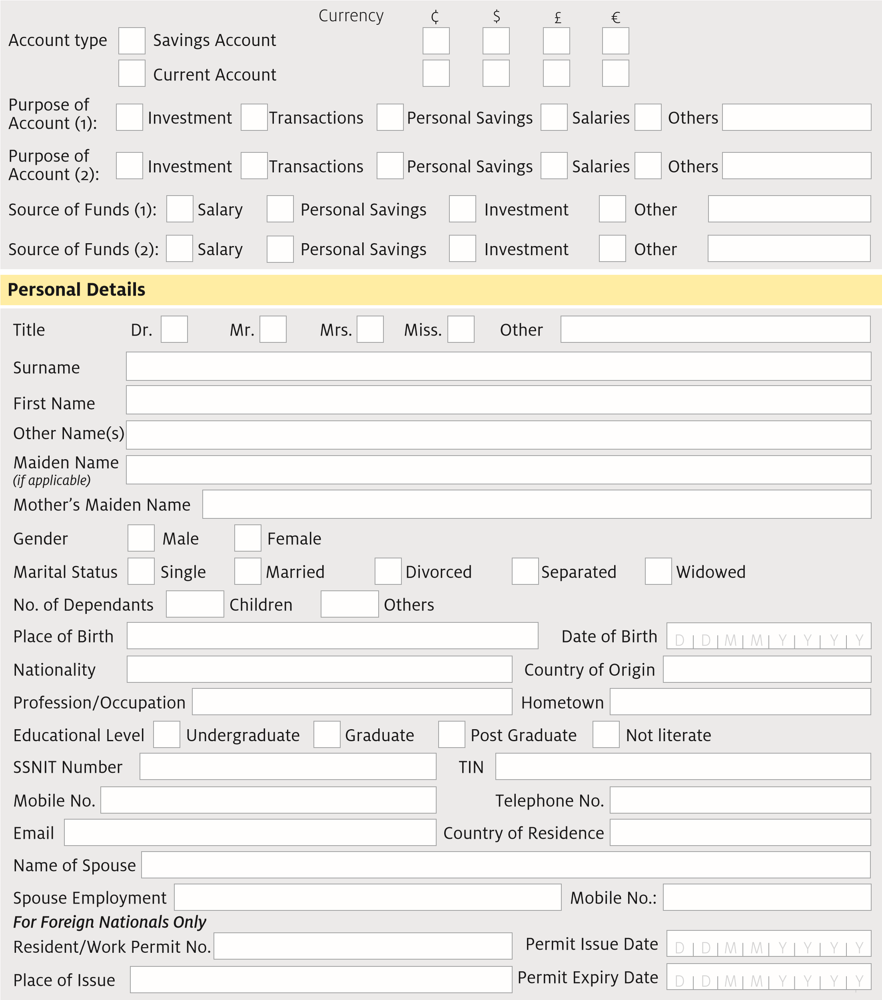 Currency ₵ $ £ €
Account type Savings Account
Current Account
Purpose of
Account (1): Investment Transactions Personal Savings Salaries Others
Purpose of
Account (2): Investment Transactions Personal Savings Salaries Others
Source of Funds (1): Salary Personal Savings Investment Other
Source of Funds (2): Salary Personal Savings Investment Other
Personal Details
Title Dr. Mr. Mrs. Miss. Other
Surname
First Name
Other Name(s)
Maiden Name
(if applicable)
Mother’s Maiden Name
Gender Male Female
Marital Status Single Married Divorced Separated Widowed
No. of Dependants Children Others
Place of Birth Date of Birth D D M M Y Y Y Y
Nationality Country of Origin
Profession/Occupation Hometown
Educational Level Undergraduate Graduate Post Graduate Not literate
SSNIT Number TIN
Mobile No. Telephone No.
Email Country of Residence
Name of Spouse
Spouse Employment Mobile No.:
For Foreign Nationals Only
Resident/Work Permit No. Permit Issue Date D D M M Y Y Y Y
Place of Issue Permit Expiry Date D D M M Y Y Y Y